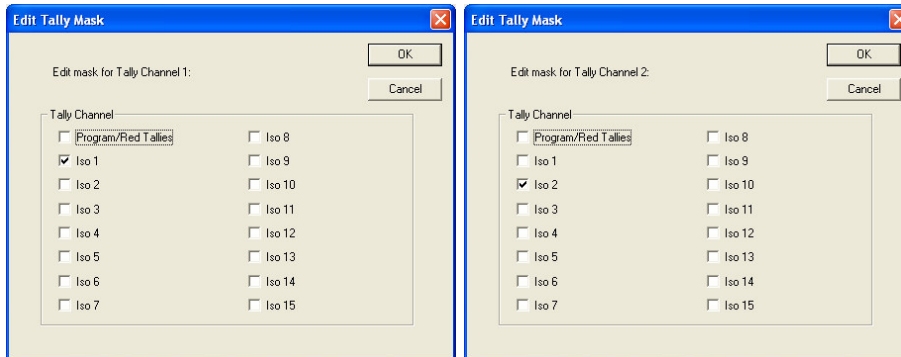 Edit Tally Mask
OK
Edit mask for Tally Channel 1:
Cancel
Tally Channel
Program/Red Tallies
Iso 1
Iso 2
Iso 3
Iso 4
Iso 5
Iso 6
Iso 7
Iso 8
Iso 9
Iso 10
Iso 11
Iso 12
Iso 13
Iso 14
Iso 15
Edit Tally Mask
OK
Edit mask for Tally Channel 2:
Cancel
Tally Channel
Program/Red Tallies
Iso 1
Iso 2
Iso 3
Iso 4
Iso 5
Iso 6
Iso 7
Iso 8
Iso 9
Iso 10
Iso 11
Iso 12
Iso 13
Iso 14
Iso 15